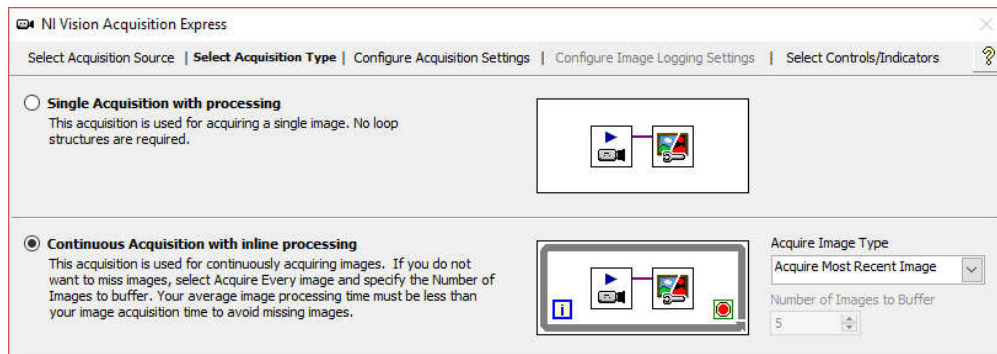 NI Vision Acquisition Express
Select Acquisition Source | Select Acquisition Type | Configure Acquisition Settings | Configure Image Logging Settings | Select Controls/Indicators
Single Acquisition with processing
This acquisition is used for acquiring a single image. No loop
structures are required.
Continuous Acquisition with inline processing
This acquisition is used for continuously acquiring images. If you do not
want to miss images, select Acquire Every image and specify the Number of
Images to buffer. Your average image processing time must be less than
your image acquisition time to avoid missing images.
i
Acquire Image Type
Acquire Most Recent Image
Number of Images to Buffer
5